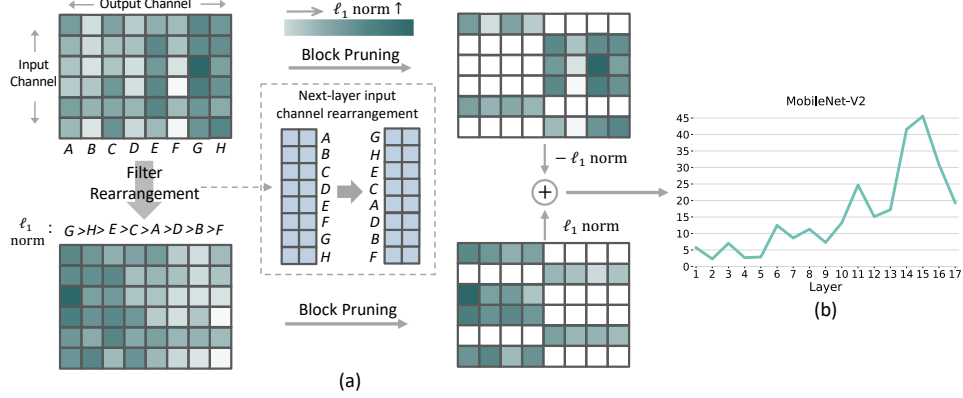 Output Channel
Input
Channel
A B C D E F G H
Filter
Rearrangement
ℓ1
norm : G >H> E >C >A >D >B >F
ℓ1 norm ↑
Block Pruning
Next-layer input
channel rearrangement
A G
B H
C E
D C
E A
F D
G B
H F
Block Pruning
(a)
− ℓ1 norm
+
ℓ1 norm
MobileNet-V2
45
40
35
30
25
20
15
10
5
0
1 2 3 4 5 6 7 8 9 10 11 12 13 14 15 16 17
Layer
(b)